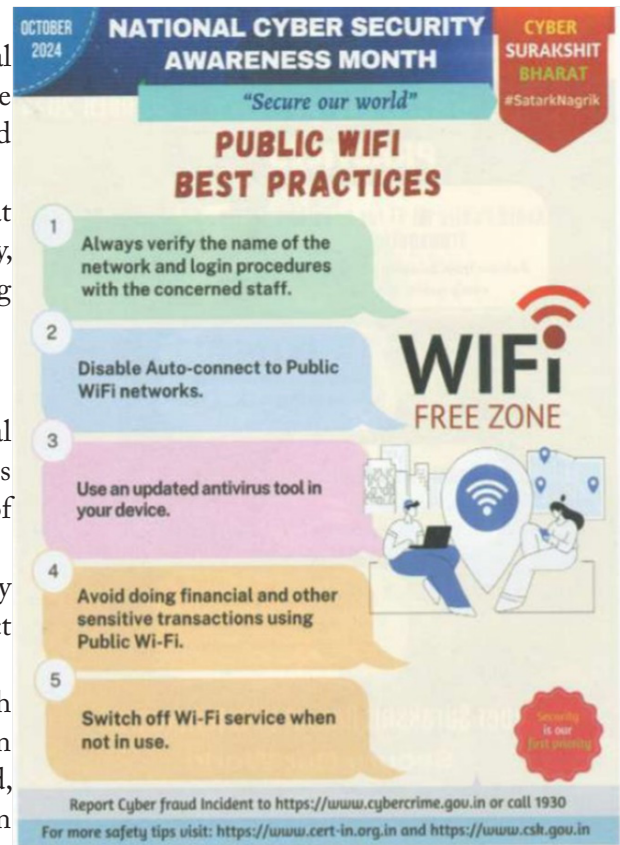 OCTOBER
2024
NATIONAL CYBER SECURITY
AWARENESS MONTH
CYBER
SURAKSHIT
BHARAT
#SatarkNagrik
“Secure our world”
PUBLIC WIFI
BEST PRACTICES
1
Always verify the name of the
network and login procedures
with the concerned staff.
2
Disable Auto-connect to Public
WiFi networks.
WIFi
FREE ZONE
3
Use an updated antivirus tool in
your device.
4
Avoid doing financial and other
sensitive transactions using
Public Wi-Fi.
5
Switch off Wi-Fi service when
not in use.
Security
is our
first priority
Report Cyber fraud Incident to https://www.cybercrime.gov.in or call 1930
For more safety tips visit: https://www.cert-in.org.in and https://www.csk.gov.in